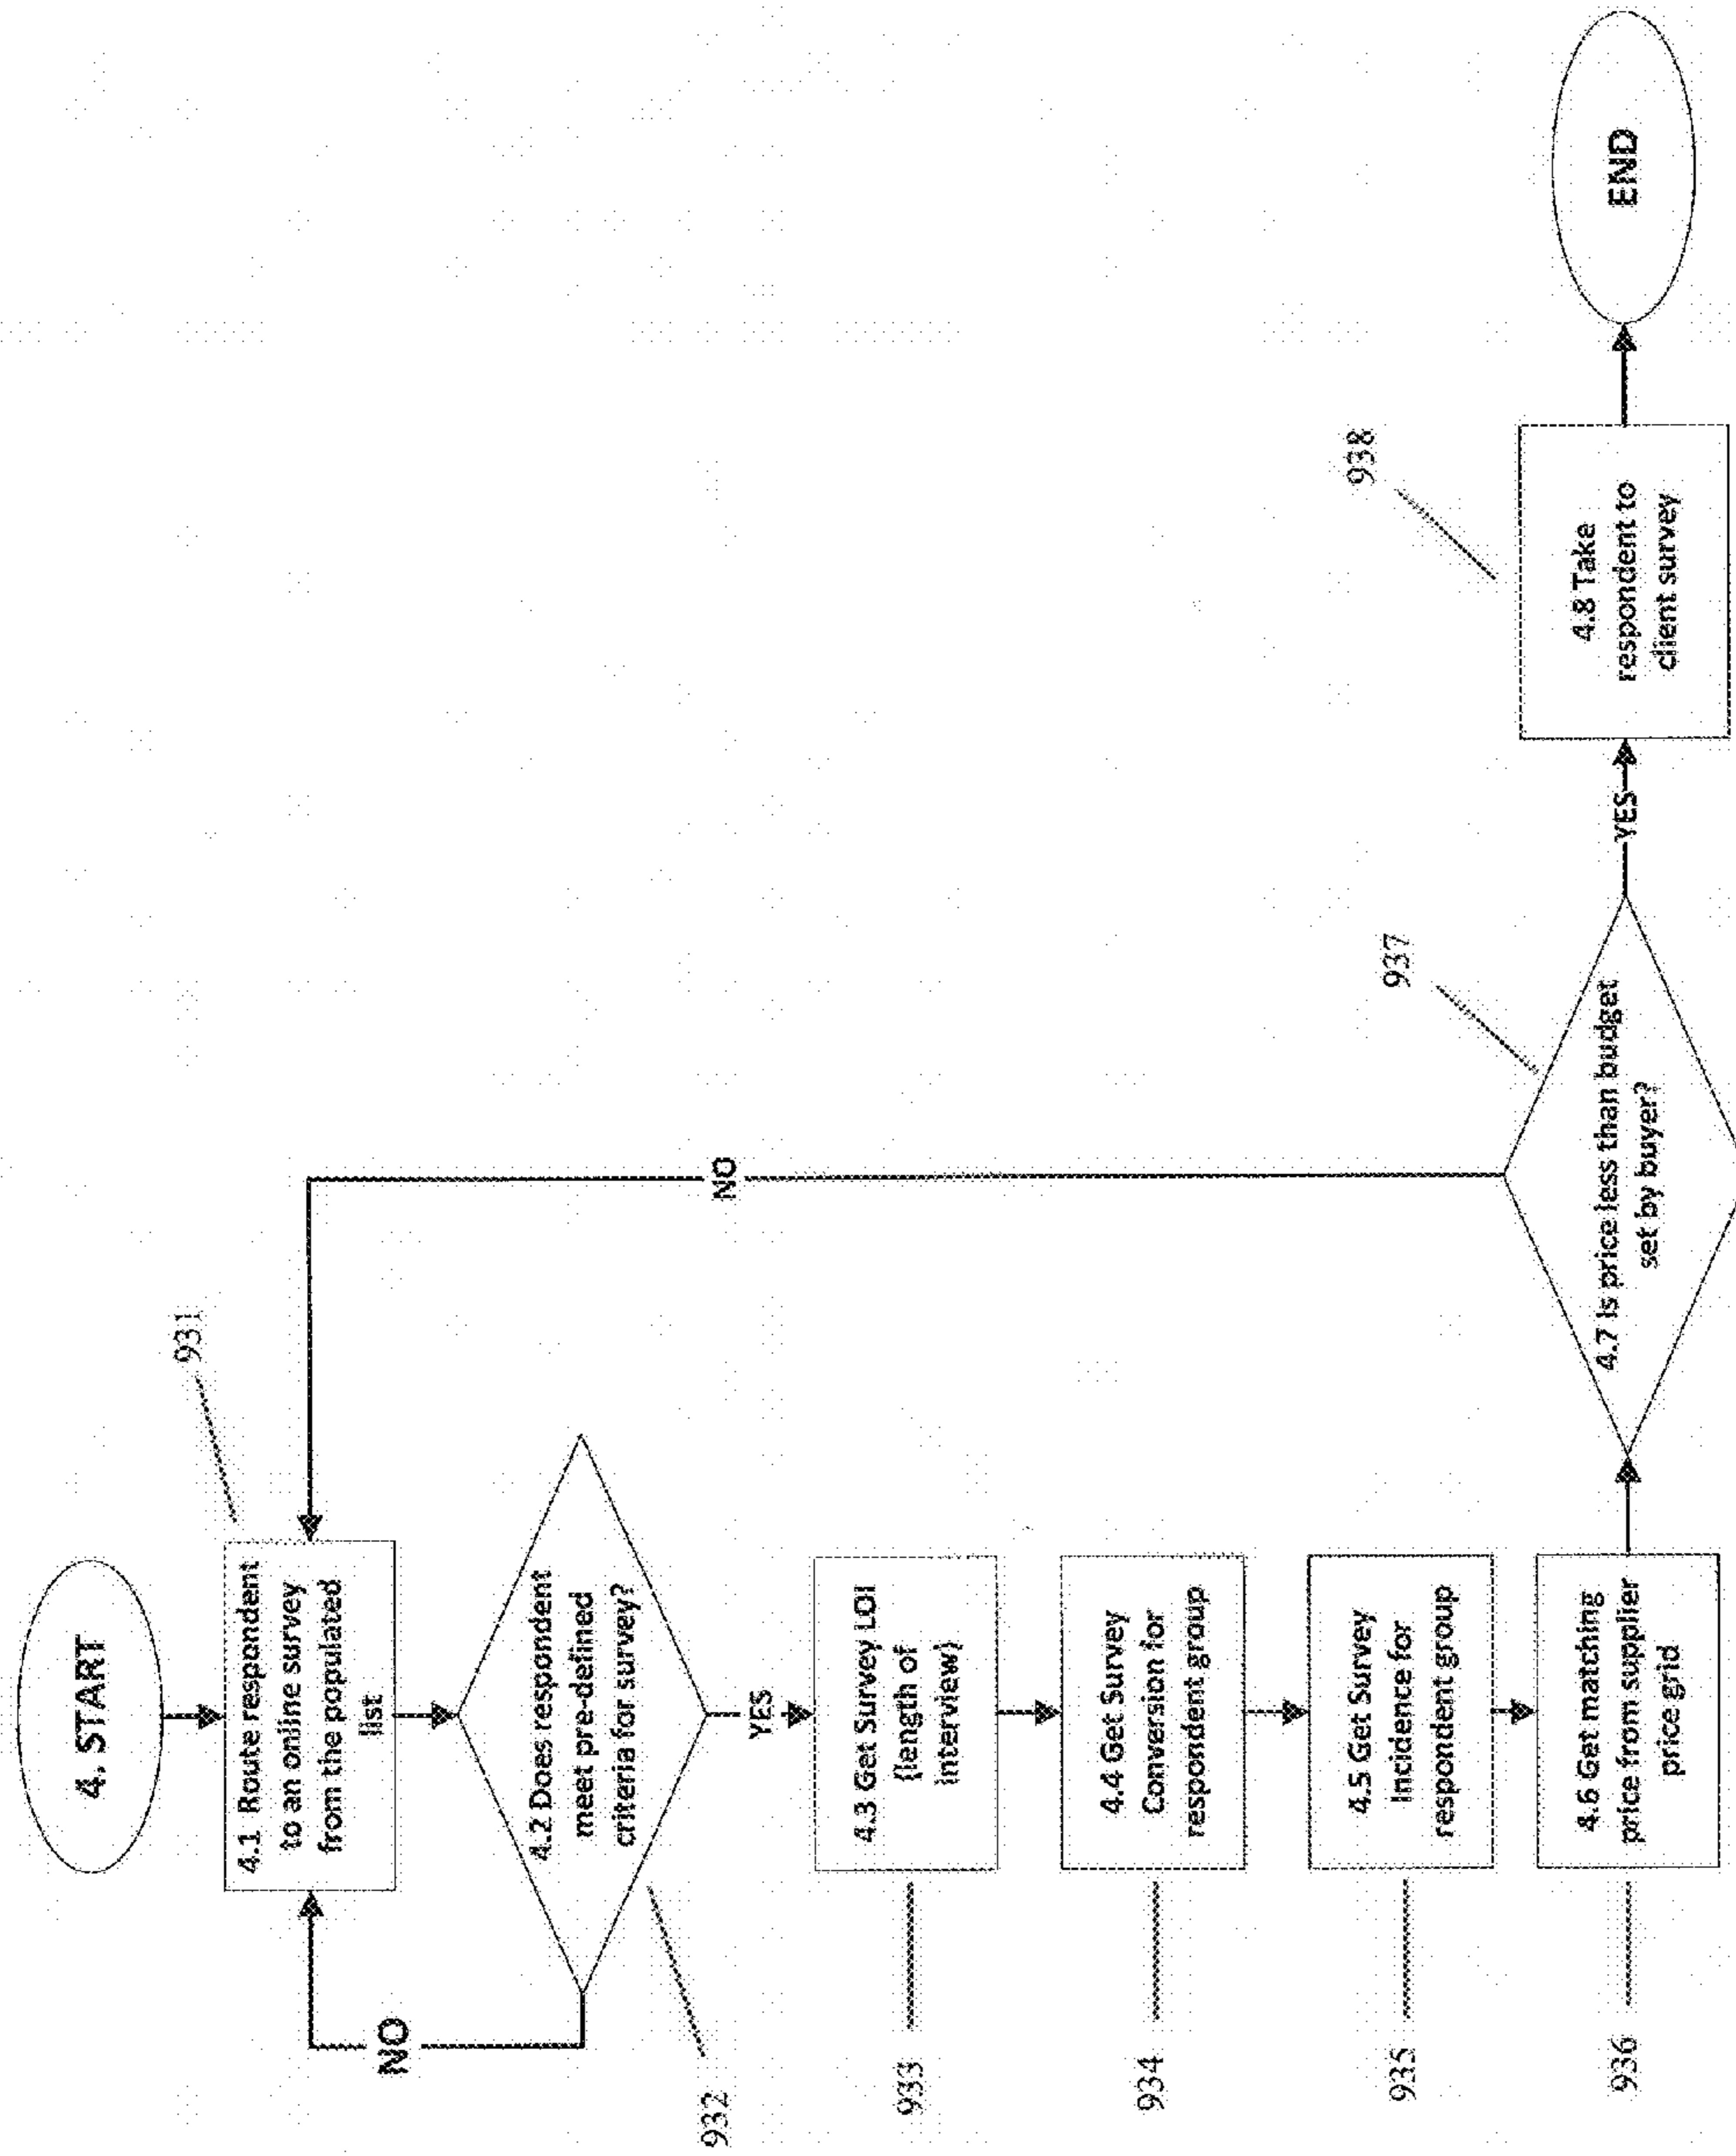 4. START
931
4.1 Route respondent
to an online survey
from the populated
list
NO
4.2 Does respondent
meet pre-defined
criteria for survey?
932
YES
933
4.3 Get Survey LOI
(length of
interview)
934
4.4 Get Survey
Conversion for
respondent group
935
4.5 Get Survey
Incidence for
respondent group
936
4.6 Get matching
price from supplier
price grid
NO
937
4.7 Is price less than budget
set by buyer?
YES
938
4.8 Take
respondent to
client survey
END